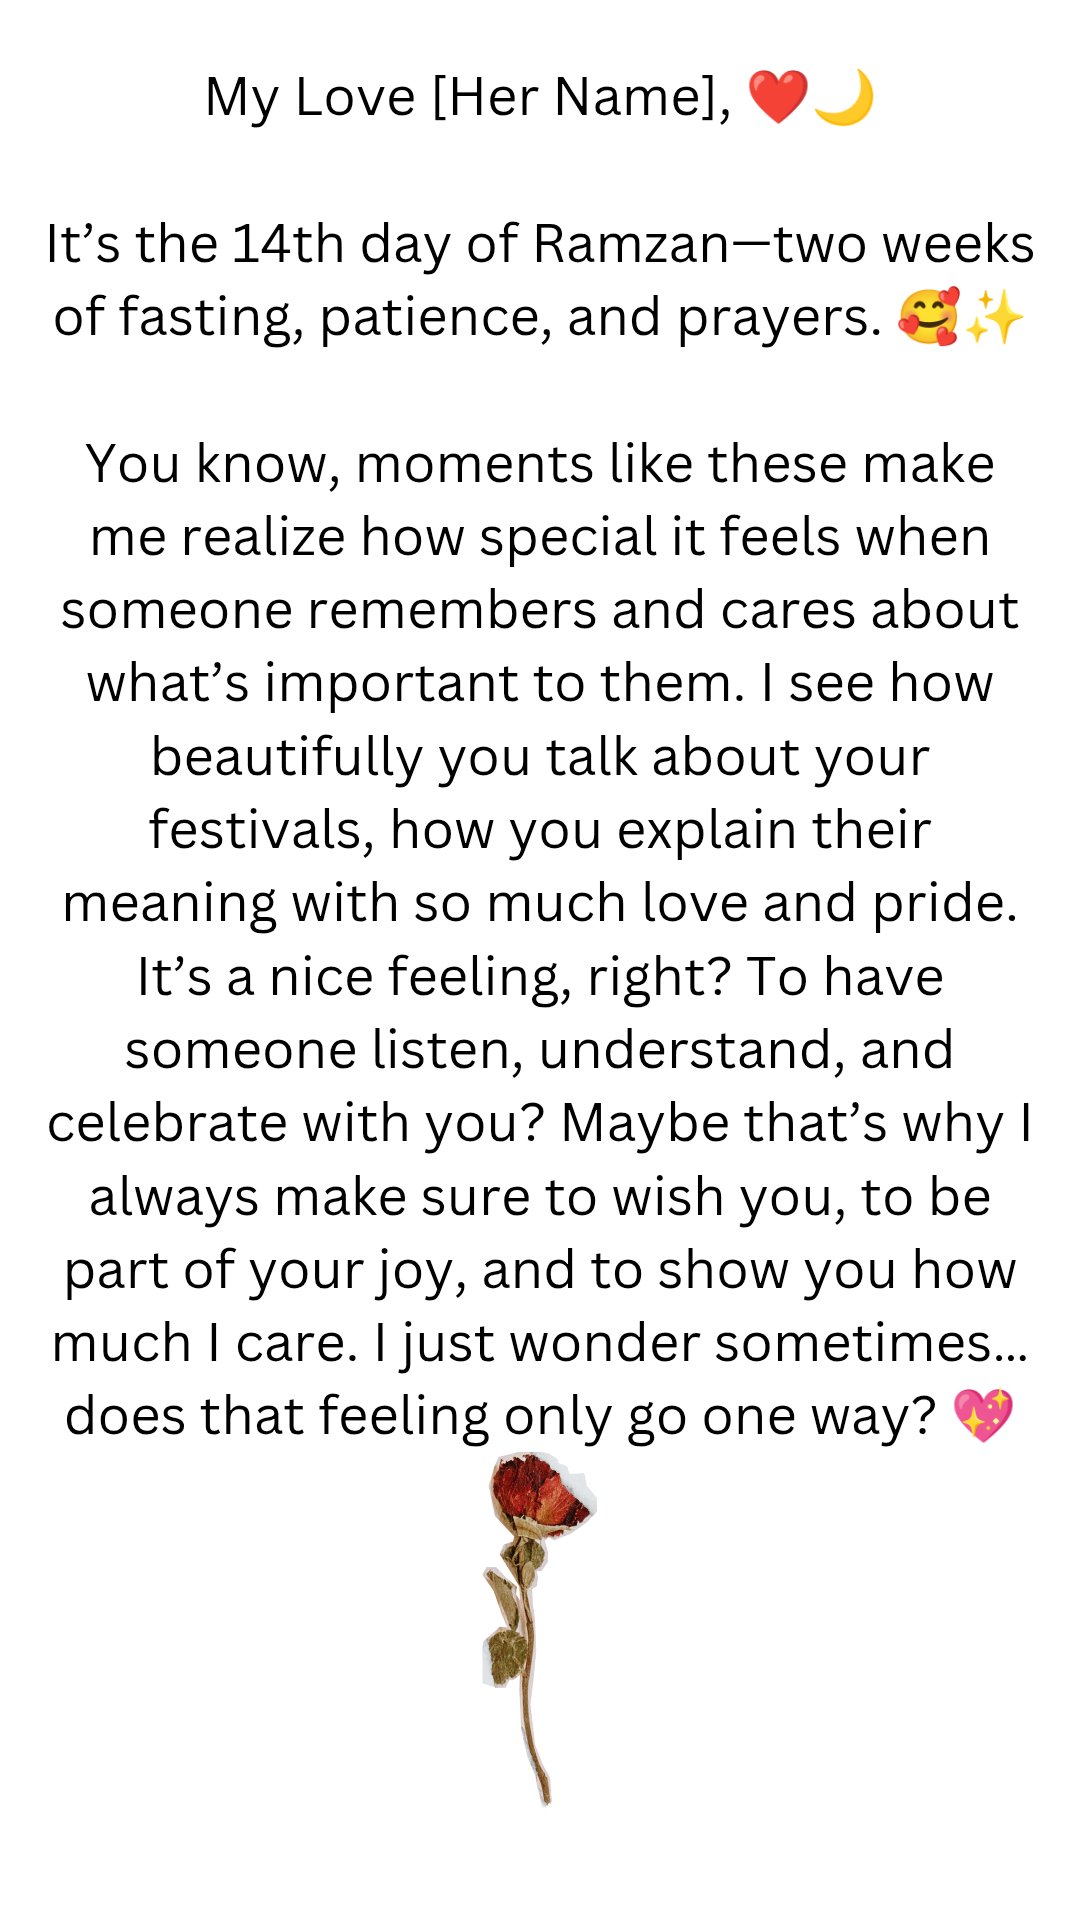 My Love [Her Name], ❤️🌙
It’s the 14th day of Ramzan—two weeks
of fasting, patience, and prayers. 🥰✨
You know, moments like these make
me realize how special it feels when
someone remembers and cares about
what’s important to them. I see how
beautifully you talk about your
festivals, how you explain their
meaning with so much love and pride.
It’s a nice feeling, right? To have
someone listen, understand, and
celebrate with you? Maybe that’s why I
always make sure to wish you, to be
part of your joy, and to show you how
much I care. I just wonder sometimes…
does that feeling only go one way? 💖